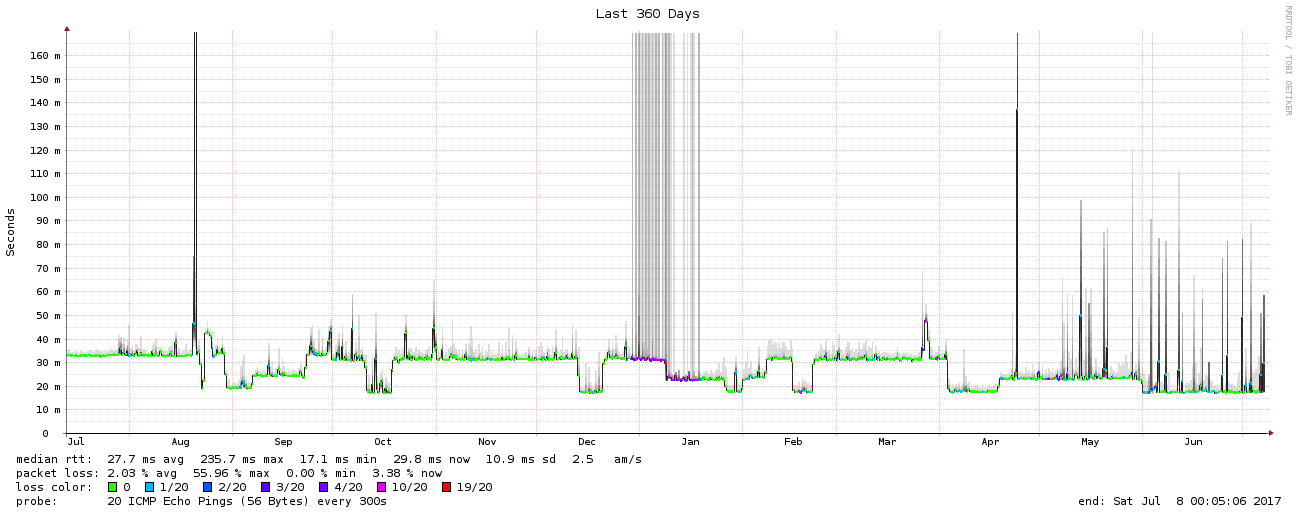 Last 360 Days
RRDTOOL / TOBI OETIKER
Seconds
160 m
150 m
140 m
130 m
120 m
110 m
100 m
90 m
80 m
70 m
60 m
50 m
40 m
30 m
20 m
10 m
0
Jul Aug Sep Oct Nov Dec Jan Feb Mar Apr May Jun
median rtt: 27.7 ms avg 235.7 ms max 17.1 ms min 29.8 ms now 10.9 ms sd 2.5 am/s
packet loss: 2.03 % avg 55.96 % max 0.00 % min 3.38 % now
loss color: 0 1/20 2/20 3/20 4/20 10/20 19/20
probe: 20 ICMP Echo Pings (56 Bytes) every 300s end: Sat Jul 8 00:05:06 2017